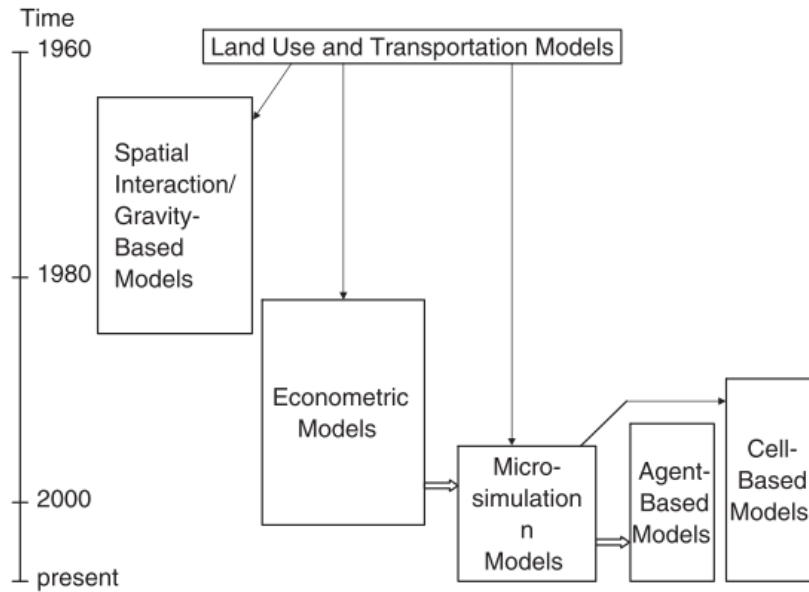 Time
1960
Land Use and Transportation Models
Spatial
Interaction/
Gravity-
Based
Models
1980
Econometric
Models
Micro-
simulation
n
Models
Agent-
Based
Models
Cell-
Based
Models
2000
present